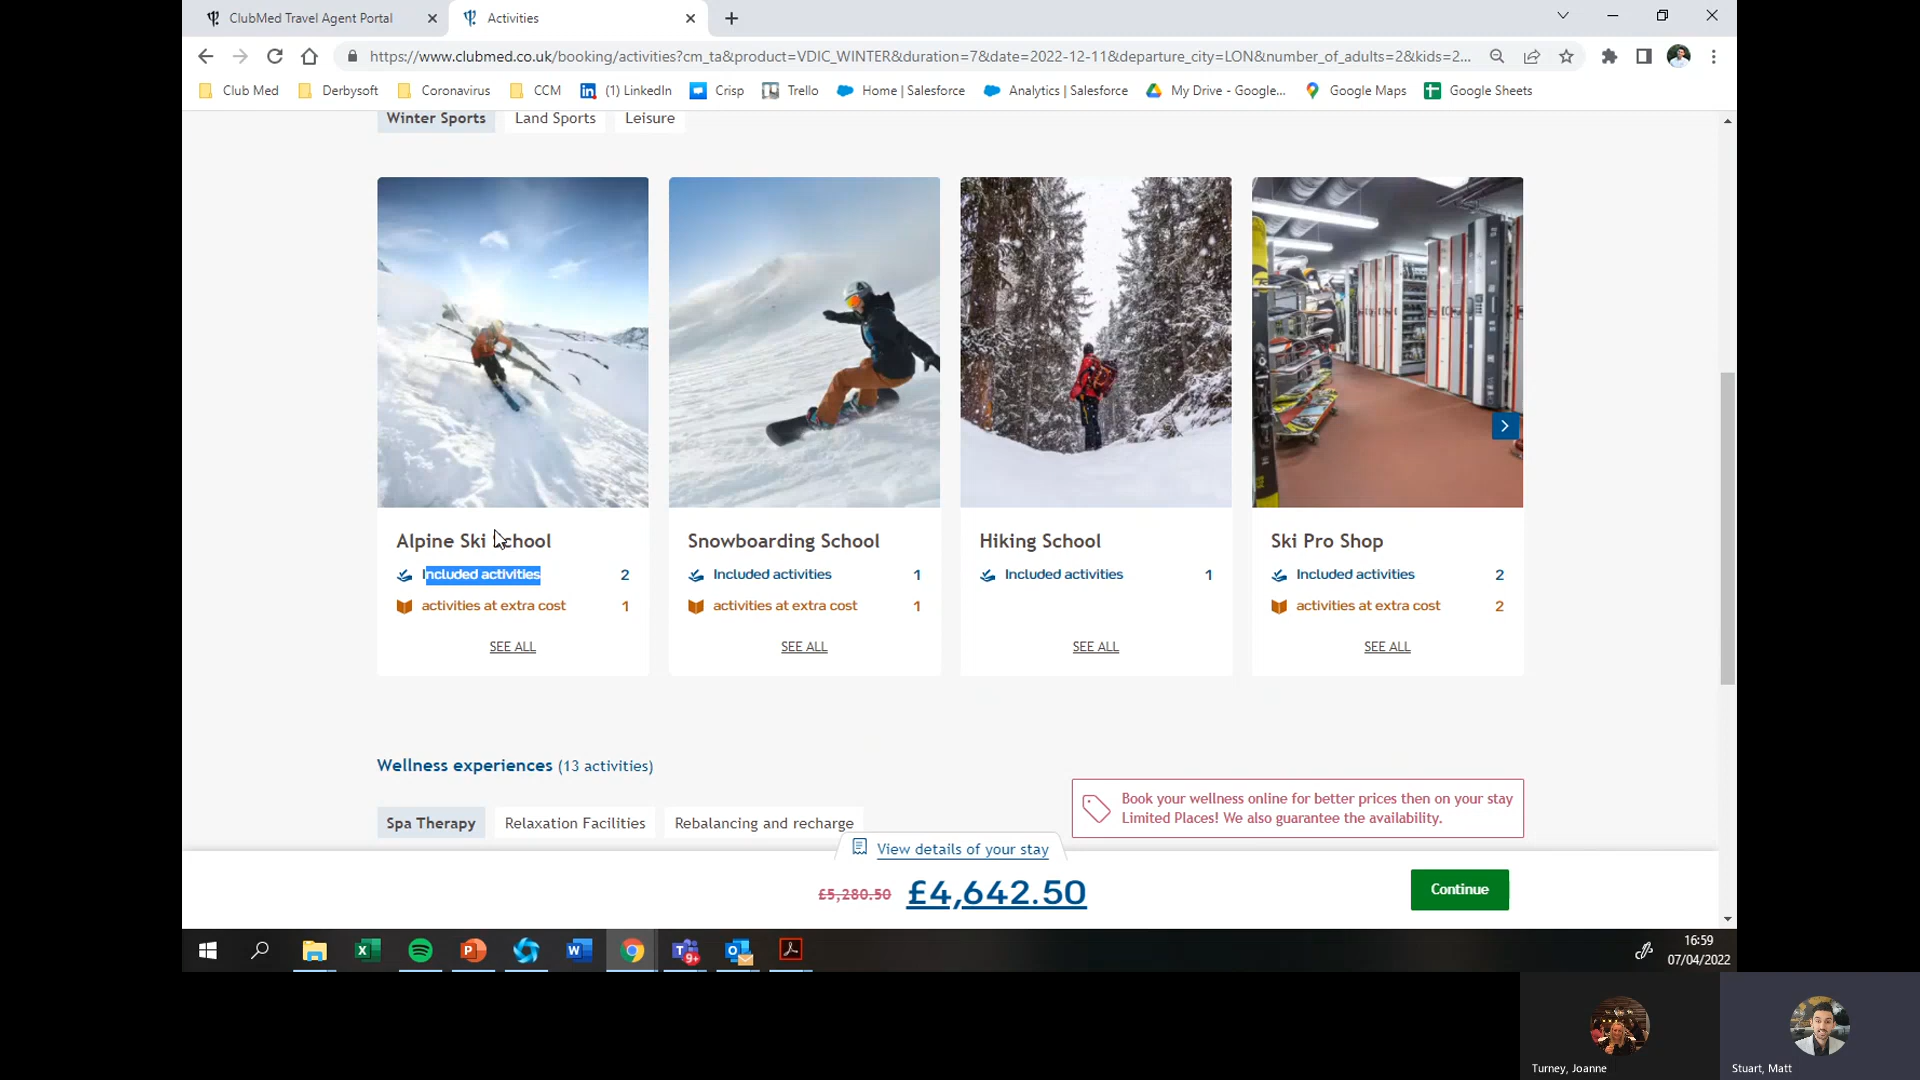 ClubMed Travel Agent Portal
Activities
https://www.clubmed.co.uk/booking/activities?cm_ta&product=VDIC_WINTER&duration=7&date=2022-12-11&departure_city=LON&number_of_adults=2&kids=2...
Club Med
Derbysoft
Coronavirus
CCM
(1) LinkedIn
Crisp
Trello
Home | Salesforce
Analytics | Salesforce
My Drive - Google...
Google Maps
Google Sheets
Winter Sports
Land Sports
Leisure
Alpine Ski School
Included activities 2
activities at extra cost 1
SEE ALL
Snowboarding School
Included activities 1
activities at extra cost 1
SEE ALL
Hiking School
Included activities 1
SEE ALL
Ski Pro Shop
Included activities 2
activities at extra cost 2
SEE ALL
Wellness experiences (13 activities)
Book your wellness online for better prices then on your stay
Limited Places! We also guarantee the availability.
Spa Therapy
Relaxation Facilities
Rebalancing and recharge
View details of your stay
£5,280.50 £4,642.50
Continue
9+
16:59
07/04/2022
Turney, Joanne
Stuart, Matt